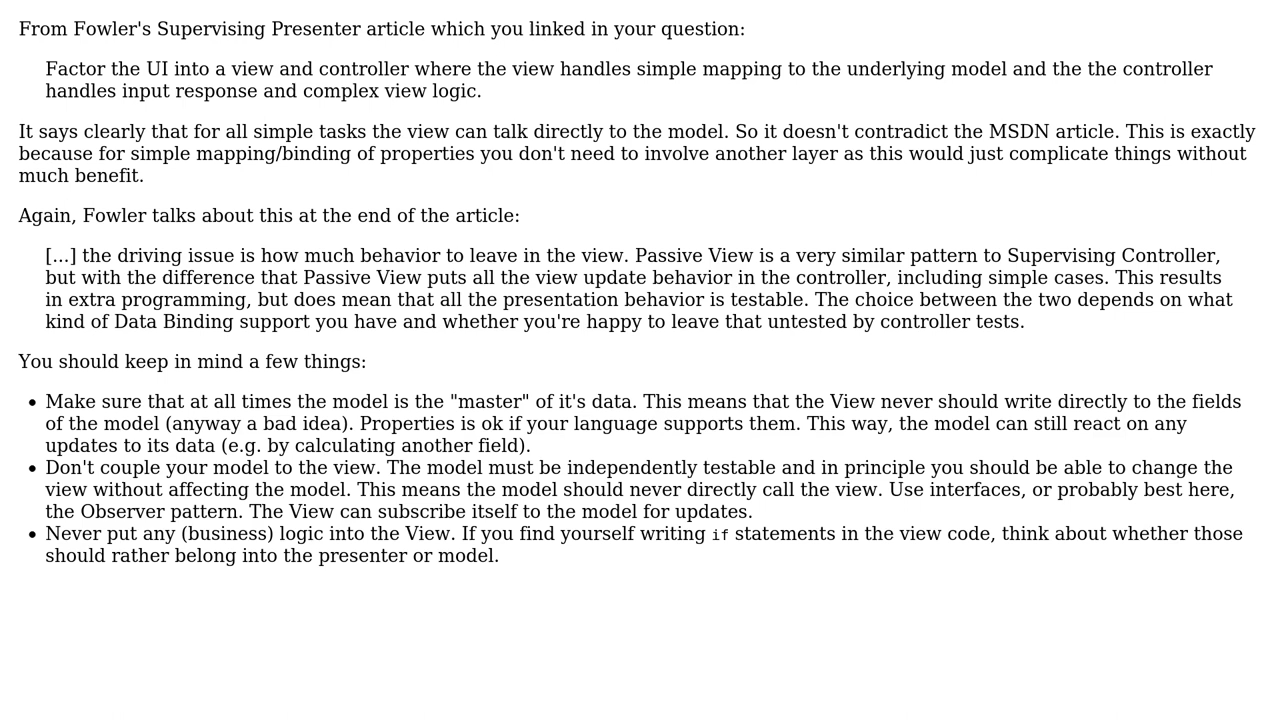 From Fowler's Supervising Presenter article which you linked in your question:
Factor the UI into a view and controller where the view handles simple mapping to the underlying model and the the controller
handles input response and complex view logic.
It says clearly that for all simple tasks the view can talk directly to the model. So it doesn't contradict the MSDN article. This is exactly
because for simple mapping/binding of properties you don't need to involve another layer as this would just complicate things without
much benefit.
Again, Fowler talks about this at the end of the article:
[...] the driving issue is how much behavior to leave in the view. Passive View is a very similar pattern to Supervising Controller,
but with the difference that Passive View puts all the view update behavior in the controller, including simple cases. This results
in extra programming, but does mean that all the presentation behavior is testable. The choice between the two depends on what
kind of Data Binding support you have and whether you're happy to leave that untested by controller tests.
You should keep in mind a few things:
• Make sure that at all times the model is the "master" of it's data. This means that the View never should write directly to the fields
of the model (anyway a bad idea). Properties is ok if your language supports them. This way, the model can still react on any
updates to its data (e.g. by calculating another field).
• Don't couple your model to the view. The model must be independently testable and in principle you should be able to change the
view without affecting the model. This means the model should never directly call the view. Use interfaces, or probably best here,
the Observer pattern. The View can subscribe itself to the model for updates.
• Never put any (business) logic into the View. If you find yourself writing if statements in the view code, think about whether those
should rather belong into the presenter or model.